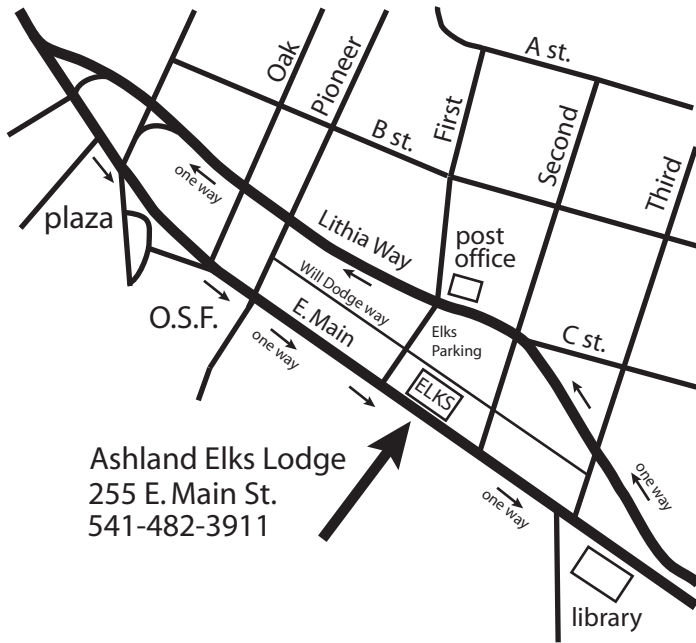 A st.
Oak
Pioneer
B st.
First
Second
Third
one way
plaza
Lithia Way
post
office
Will Dodge way
O.S.F.
E. Main
Elks
Parking
C st.
one way
ELKS
Ashland Elks Lodge
255 E. Main St.
541-482-3911
one way
one way
library